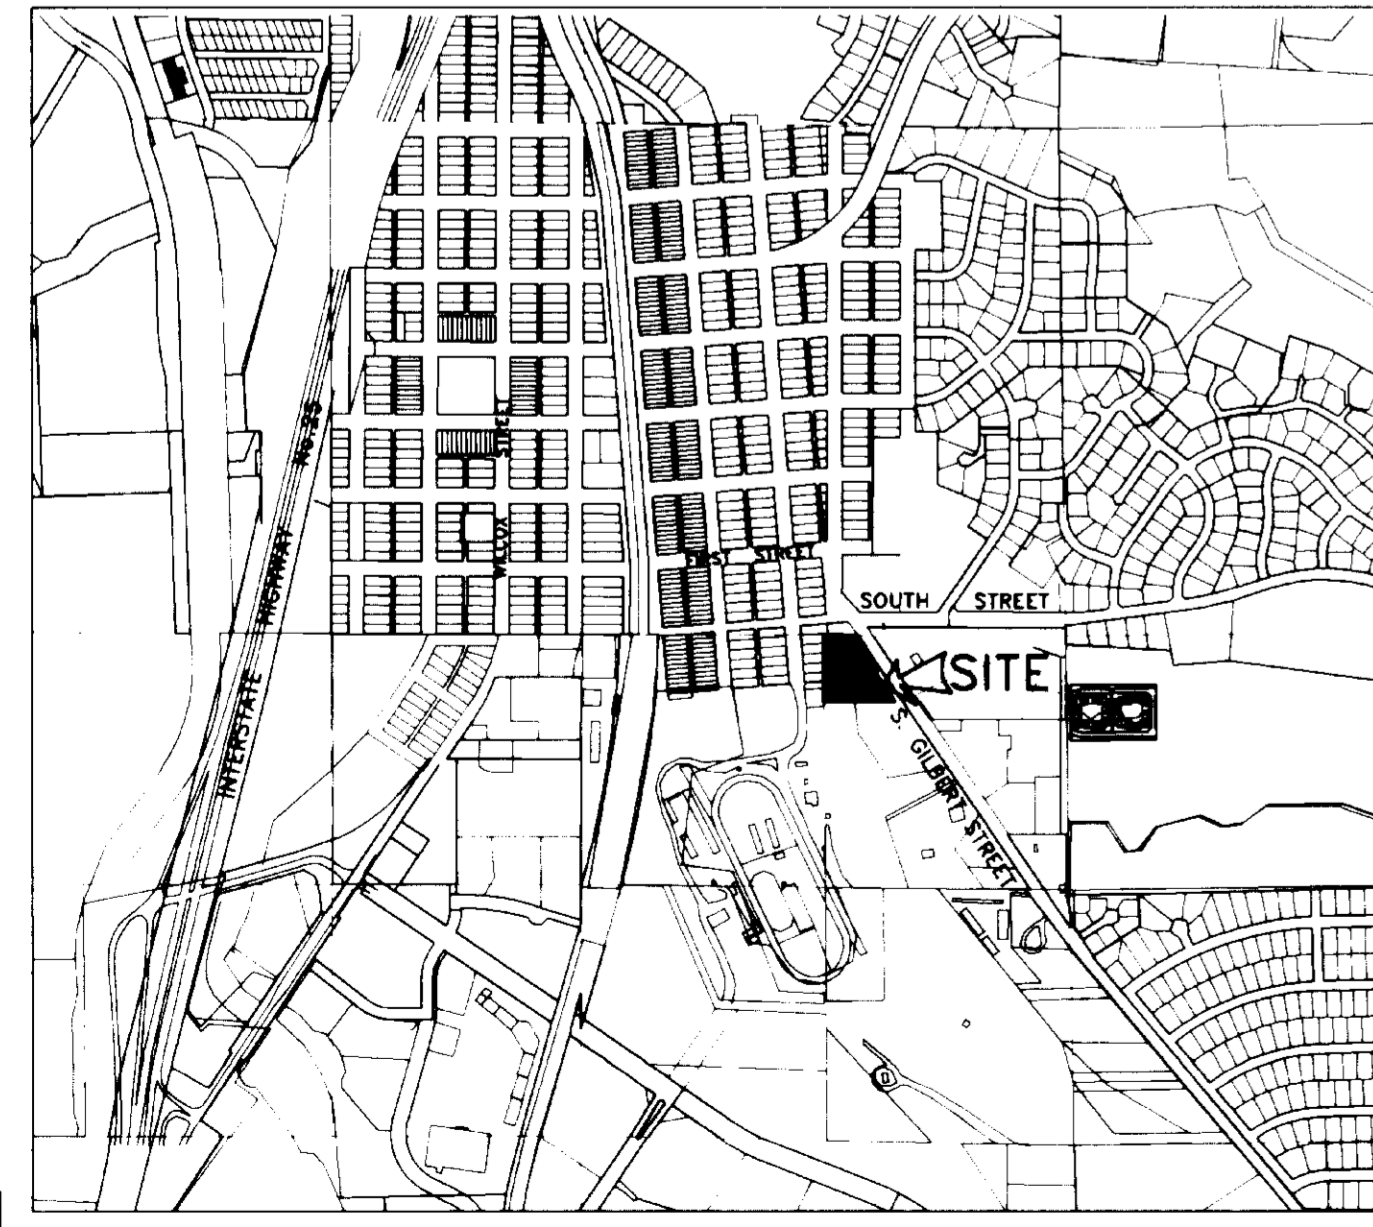 No.25
STREET
HIGHWAY
WILCOX
FIRST STREET
SOUTH STREET
SITE
INTERSTATE
S. GILBERT STREET